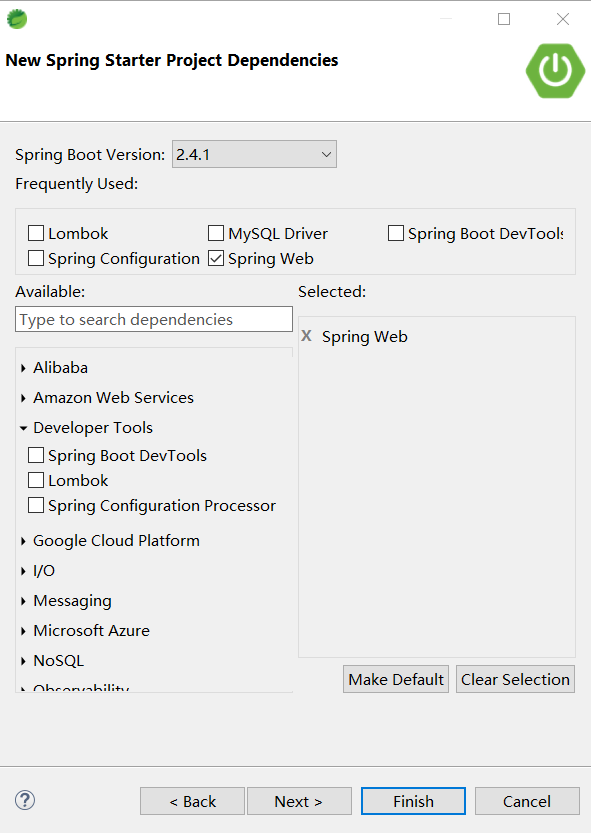 New Spring Starter Project Dependencies
Spring Boot Version: 2.4.1
Frequently Used:
Lombok MySQL Driver Spring Boot DevTools
Spring Configuration Spring Web
Available: Selected:
Type to search dependencies
X Spring Web
Alibaba
Amazon Web Services
Developer Tools
Spring Boot DevTools
Lombok
Spring Configuration Processor
Google Cloud Platform
I/O
Messaging
Microsoft Azure
NoSQL
Observability
Make Default Clear Selection
? < Back Next > Finish Cancel